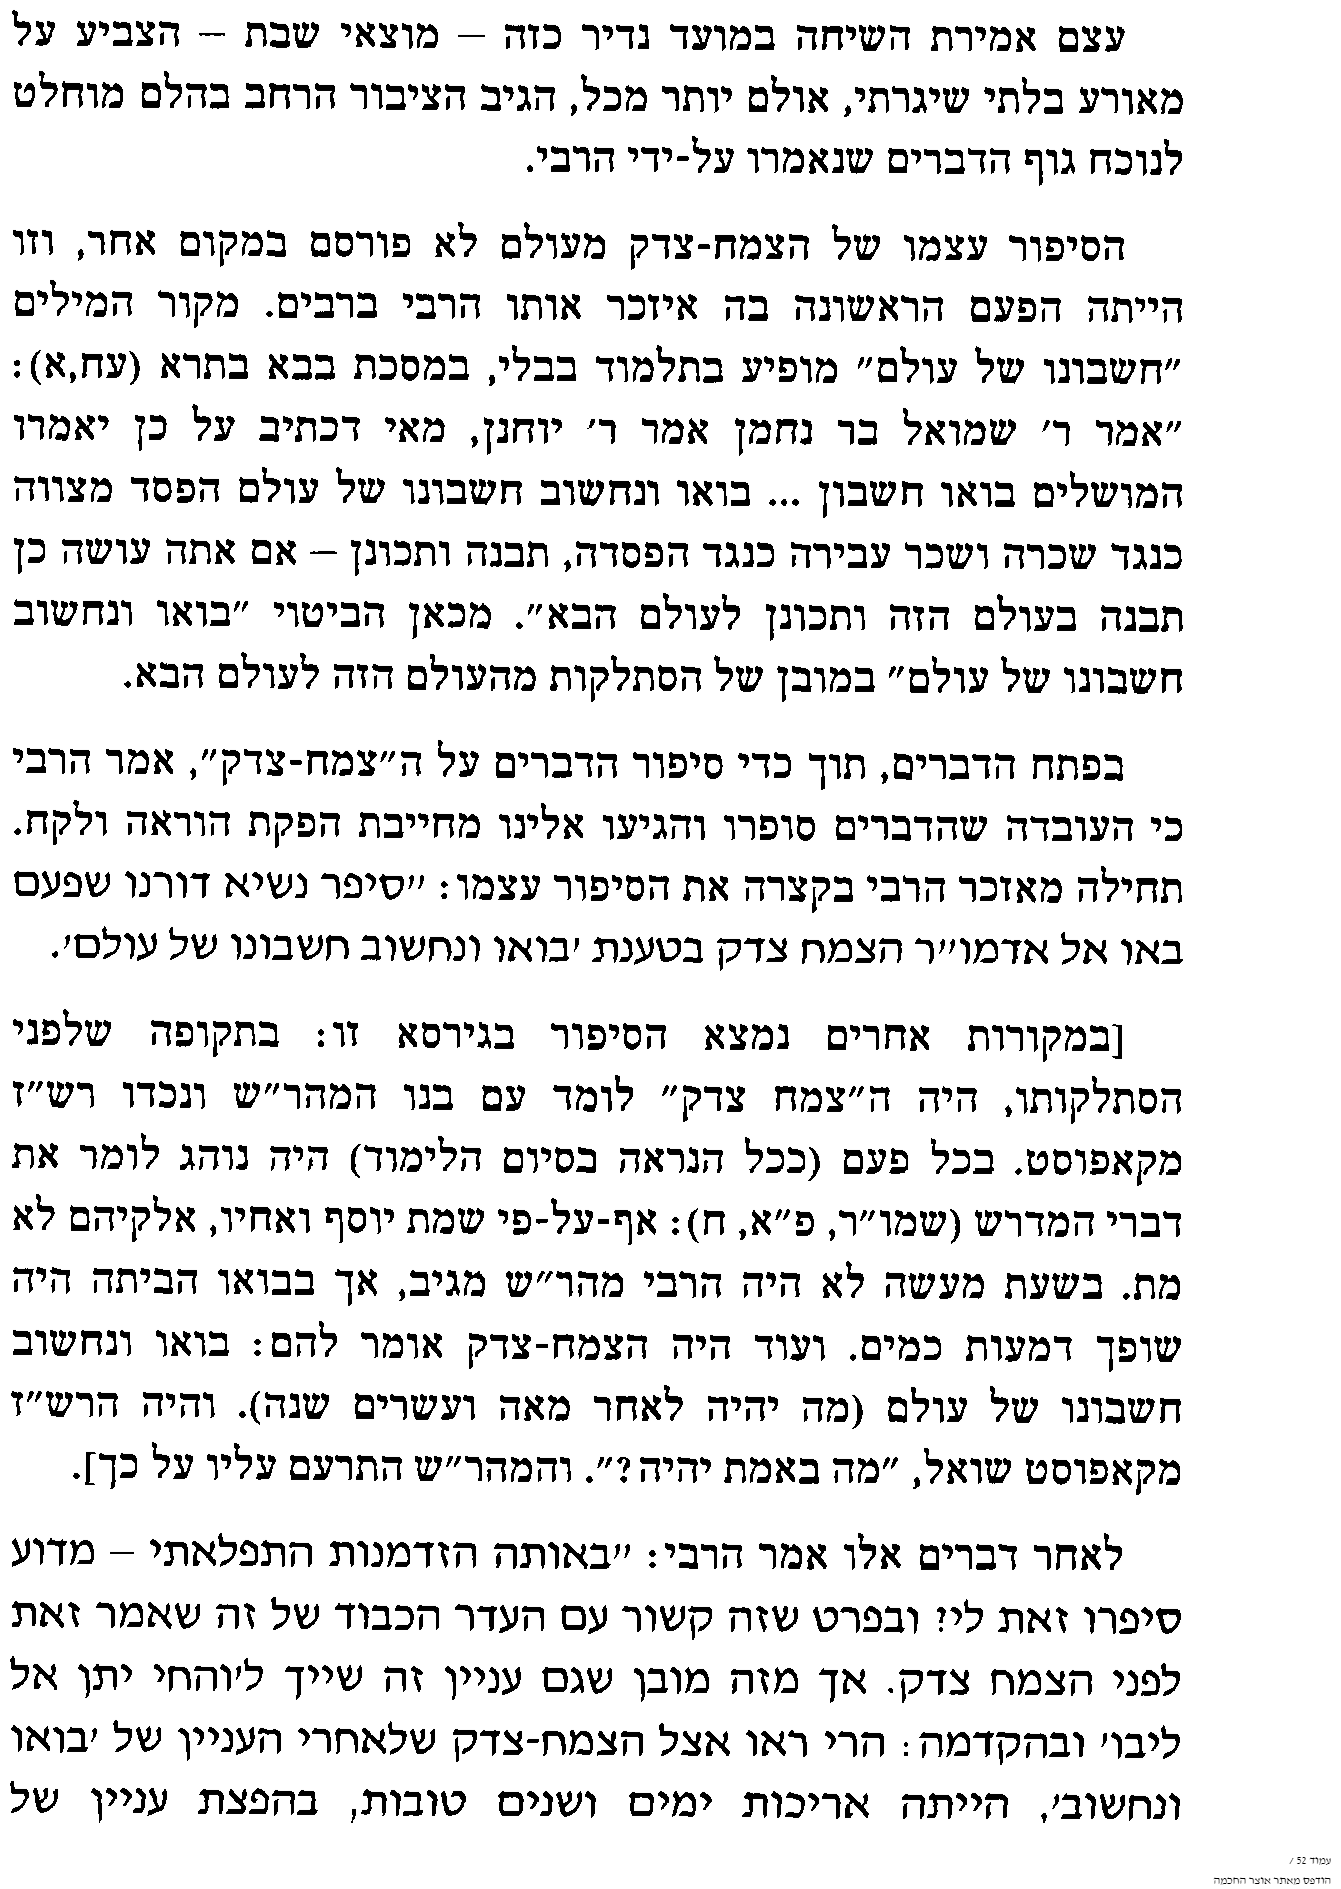 עצם אמירת השיחה במועד נדיר כזה – מוצאי שבת – הצביע על
מאורע בלתי שיגרתי, אולם יותר מכל, הגיב הציבור הרחב בהלם מוחלט
לנוכח גוף הדברים שנאמרו על-ידי הרבי.
הסיפור עצמו של הצמח-צדק מעולם לא פורסם במקום אחר, וזו
הייתה הפעם הראשונה בה איזכר אותו הרבי ברבים. מקור המילים
"חשבונו של עולם" מופיע בתלמוד בבלי, במסכת בבא בתרא (עח,א):
"אמר ר' שמואל בר נחמן אמר ר' יוחנן, מאי דכתיב על כן יאמרו
המושלים בואו חשבון ... בואו ונחשוב חשבונו של עולם הפסד מצווה
כנגד שכרה ושכר עבירה כנגד הפסדה, תבנה ותכונן – אם אתה עושה כן
תבנה בעולם הזה ותכונן לעולם הבא". מכאן הביטוי "בואו ונחשוב
חשבונו של עולם" במובן של הסתלקות מהעולם הזה לעולם הבא.
בפתח הדברים, תוך כדי סיפור הדברים על ה"צמח-צדק", אמר הרבי
כי העובדה שהדברים סופרו והגיעו אלינו מחייבת הפקת הוראה ולקח.
תחילה מאזכר הרבי בקצרה את הסיפור עצמו: "סיפר נשיא דורנו שפעם
באו אל אדמו"ר הצמח צדק בטענת 'בואו ונחשוב חשבונו של עולם'.
[במקורות אחרים נמצא הסיפור בגירסא זו: בתקופה שלפני
הסתלקותו, היה ה"צמח צדק" לומד עם בנו המהר"ש ונכדו רש"ז
מקאפוסט. בכל פעם (ככל הנראה בסיום הלימוד) היה נוהג לומר את
דברי המדרש (שמו"ר, פ"א, ח): אף-על-פי שמת יוסף ואחיו, אלקיהם לא
מת. בשעת מעשה לא היה הרבי מהר"ש מגיב, אך בבואו הביתה היה
שופך דמעות כמים. ועוד היה הצמח-צדק אומר להם: בואו ונחשוב
חשבונו של עולם (מה יהיה לאחר מאה ועשרים שנה). והיה הרש"ז
מקאפוסט שואל, "מה באמת יהיה?". והמהר"ש התרעם עליו על כך].
לאחר דברים אלו אמר הרבי: "באותה הזדמנות התפלאתי – מדוע
סיפרו זאת לי? ובפרט שזה קשור עם העדר הכבוד של זה שאמר זאת
לפני הצמח צדק. אך מזה מובן שגם עניין זה שייך ל'והחי יתן אל
ליבו' ובהקדמה: הרי ראו אצל הצמח-צדק שלאחרי העניין של 'בואו
ונחשוב', הייתה אריכות ימים ושנים טובות, בהפצת עניין של
עמוד 52 /
הודפס מאתר אוצר החכמה